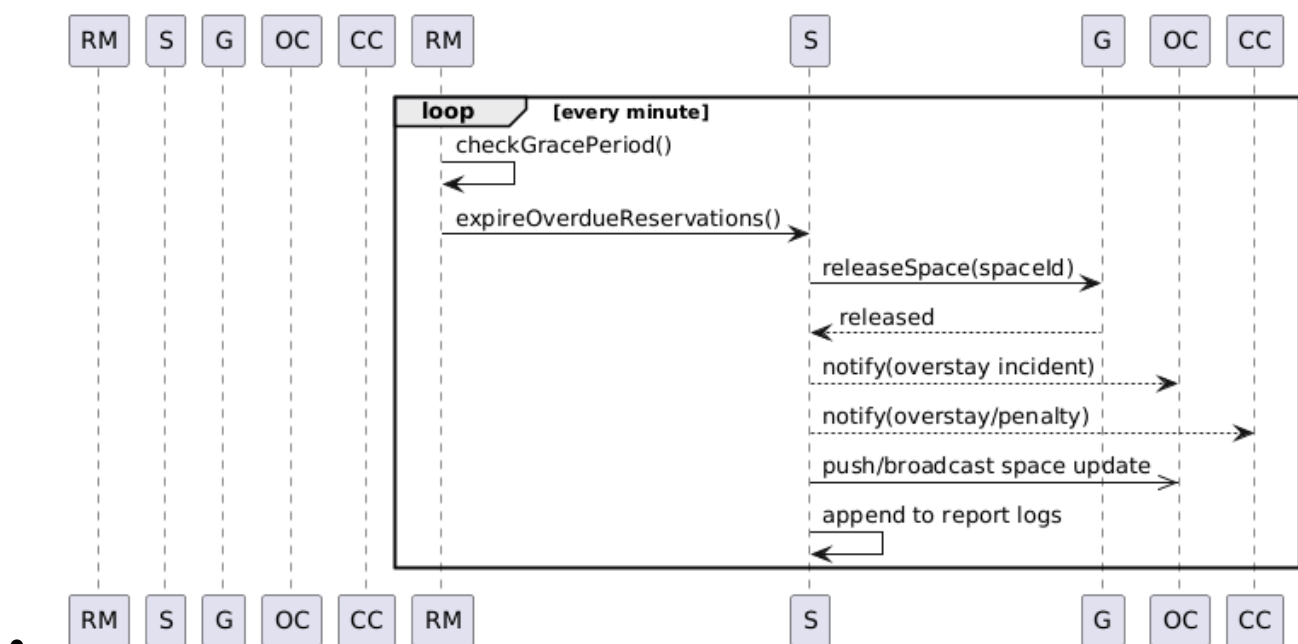 RM S G OC CC RM S G OC CC
loop [every minute]
checkGracePeriod()
expireOverdueReservations()
releaseSpace(spaceId)
released
notify(overstay incident)
notify(overstay/penalty)
push/broadcast space update
append to report logs
RM S G OC CC RM S G OC CC